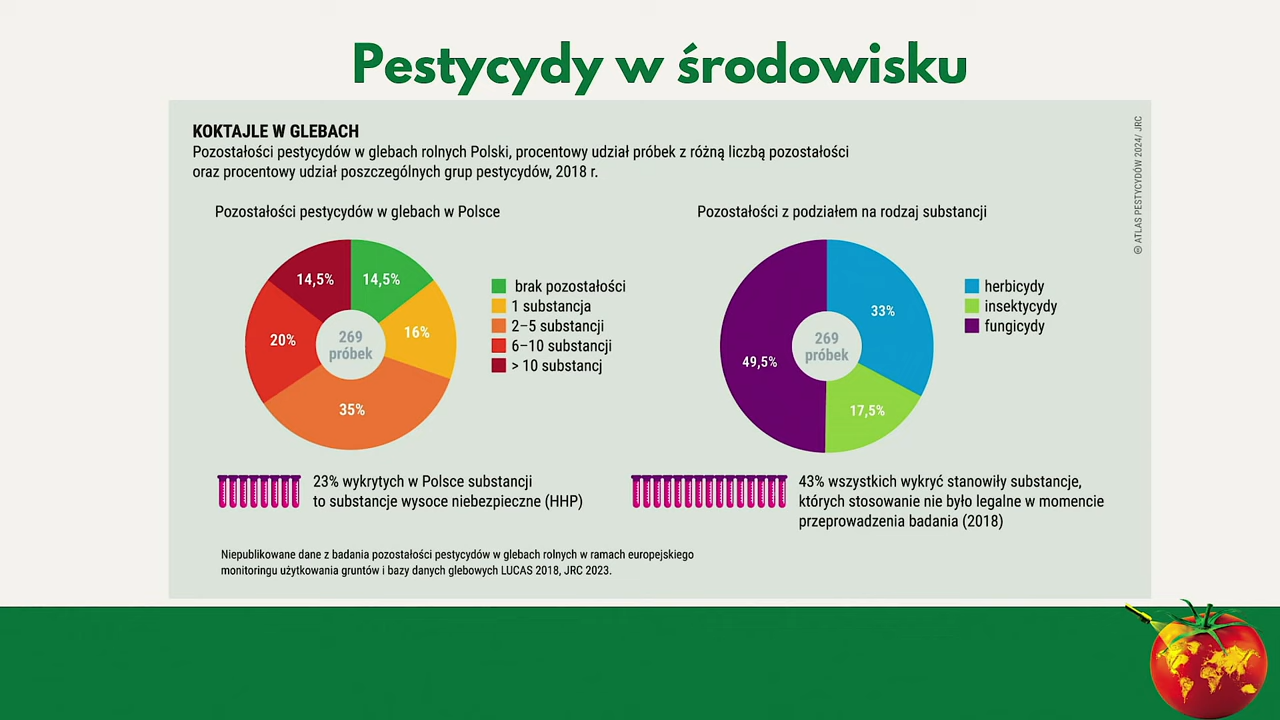 Pestycydy w środowisku
KOKTAJLE W GLEBACH
Pozostałości pestycydów w glebach rolnych Polski, procentowy udział próbek z różną liczbą pozostałości
oraz procentowy udział poszczególnych grup pestycydów, 2018 r.
© ATLAS PESTYCYDÓW 2024/ JRC
Pozostałości pestycydów w glebach w Polsce
14,5%
14,5%
16%
20%
35%
269
próbek
brak pozostałości
1 substancja
2–5 substancji
6–10 substancji
> 10 substancj
Pozostałości z podziałem na rodzaj substancji
33%
49,5%
17,5%
269
próbek
herbicydy
insektycydy
fungicydy
23% wykrytych w Polsce substancji
to substancje wysoce niebezpieczne (HHP)
43% wszystkich wykryć stanowiły substancje,
których stosowanie nie było legalne w momencie
przeprowadzenia badania (2018)
Niepublikowane dane z badania pozostałości pestycydów w glebach rolnych w ramach europejskiego
monitoringu użytkowania gruntów i bazy danych glebowych LUCAS 2018, JRC 2023.